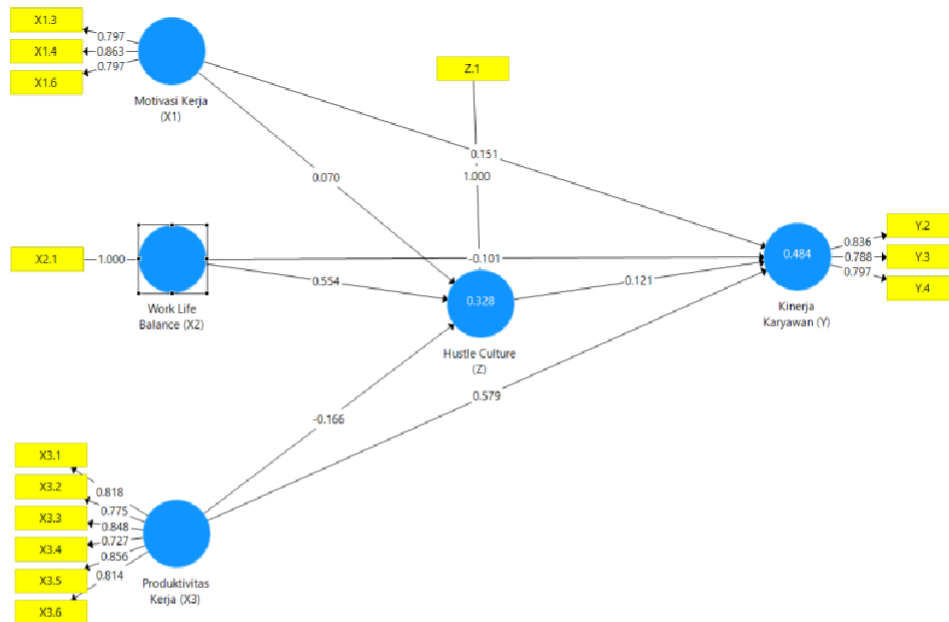 X1.3
0.797
X1.4
0.863
X1.6
0.797
Motivasi Kerja
(X1)
Z.1
0.151
1.000
0.070
X2.1
1.000
Work Life
Balance (X2)
-0.101
0.554
0.328
Hustle Culture
(Z)
0.121
0.484
Kinerja
Karyawan (Y)
Y.2
0.836
Y.3
0.788
Y.4
0.797
-0.166
0.579
X3.1
0.818
X3.2
0.775
X3.3
0.848
X3.4
0.727
X3.5
0.856
X3.6
0.814
Produktivitas
Kerja (X3)